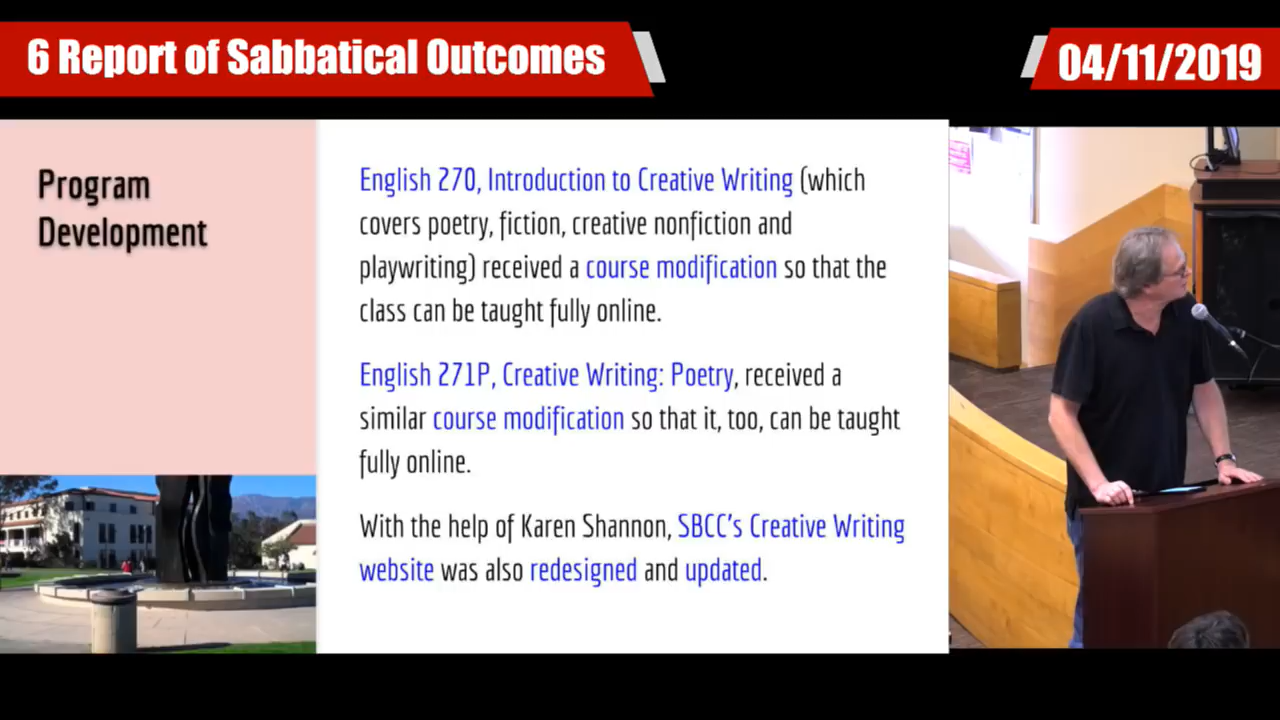 6 Report of Sabbatical Outcomes
04/11/2019
Program
Development
English 270, Introduction to Creative Writing (which
covers poetry, fiction, creative nonfiction and
playwriting) received a course modification so that the
class can be taught fully online.
English 271P, Creative Writing: Poetry, received a
similar course modification so that it, too, can be taught
fully online.
With the help of Karen Shannon, SBCC's Creative Writing
website was also redesigned and updated.